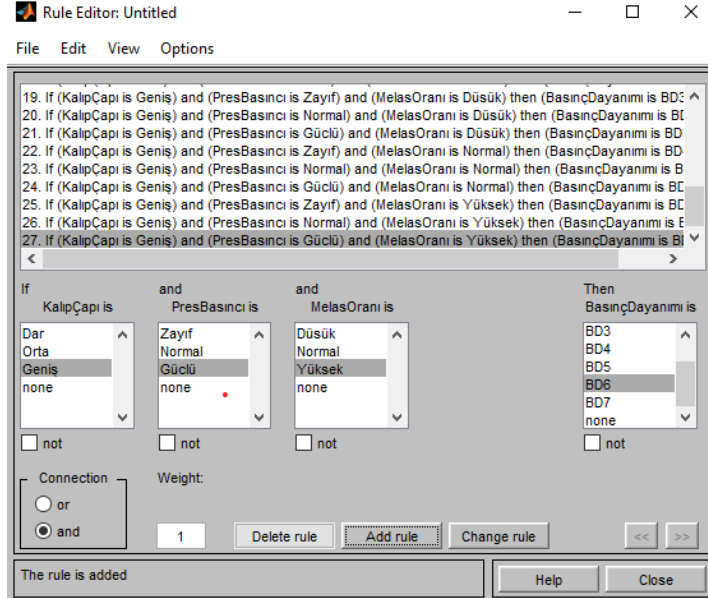 Rule Editor: Untitled
File Edit View Options
19. If (KalıpÇapı is Geniş) and (PresBasıncı is Zayıf) and (MelasOranı is Düsük) then (BasınçDayanımı is BD3
20. If (KalıpÇapı is Geniş) and (PresBasıncı is Normal) and (MelasOranı is Düsük) then (BasınçDayanımı is BD
21. If (KalıpÇapı is Geniş) and (PresBasıncı is Güclü) and (MelasOranı is Düsük) then (BasınçDayanımı is BD
22. If (KalıpÇapı is Geniş) and (PresBasıncı is Zayıf) and (MelasOranı is Normal) then (BasınçDayanımı is BD
23. If (KalıpÇapı is Geniş) and (PresBasıncı is Normal) and (MelasOranı is Normal) then (BasınçDayanımı is B
24. If (KalıpÇapı is Geniş) and (PresBasıncı is Güclü) and (MelasOranı is Normal) then (BasınçDayanımı is BD
25. If (KalıpÇapı is Geniş) and (PresBasıncı is Zayıf) and (MelasOranı is Yüksek) then (BasınçDayanımı is BD
26. If (KalıpÇapı is Geniş) and (PresBasıncı is Normal) and (MelasOranı is Yüksek) then (BasınçDayanımı is
27. If (KalıpÇapı is Geniş) and (PresBasıncı is Güclü) and (MelasOranı is Yüksek) then (BasınçDayanımı is B
If and and Then
KalıpÇapı is PresBasıncı is MelasOranı is BasınçDayanımı is
Dar Zayıf Düsük BD3
Orta Normal Normal BD4
Geniş Güclü Yüksek BD5
none none none BD6
BD7
none
not not not not
Connection Weight:
or
and 1 Delete rule Add rule Change rule << >>
The rule is added Help Close